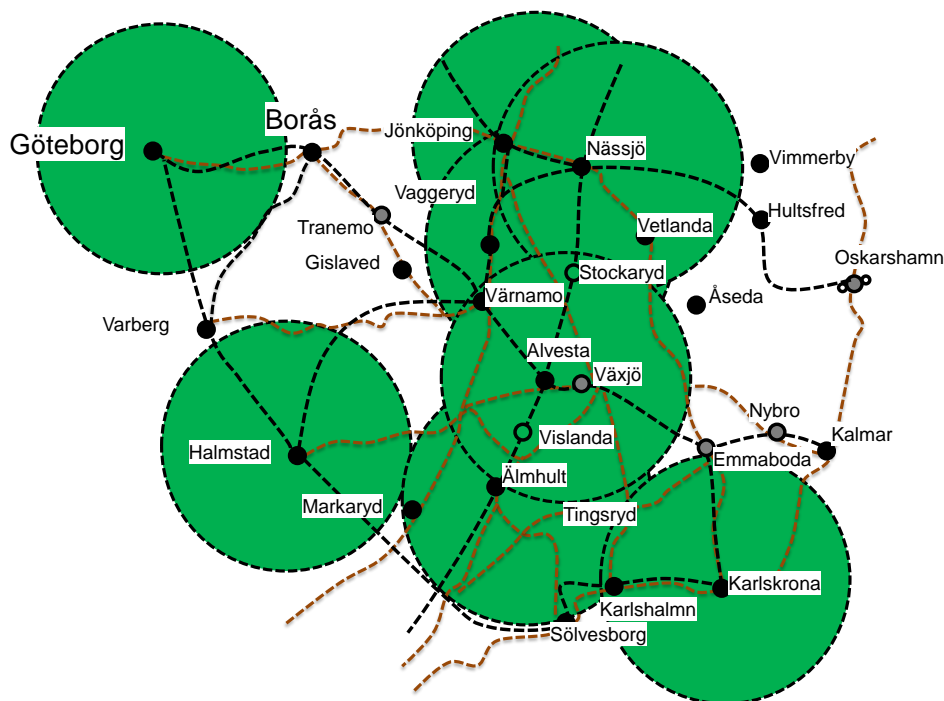 Borås
Jönköping
Göteborg
Nässjö
Vimmerby
Vaggeryd
Hultsfred
Tranemo
Vetlanda
Gislaved
Stockaryd
Oskarshamn
Värnamo
Åseda
Varberg
Alvesta
Växjö
Nybro
Vislanda
Kalmar
Halmstad
Emmaboda
Älmhult
Markaryd
Tingsryd
Karlskrona
Karlshalmn
Sölvesborg